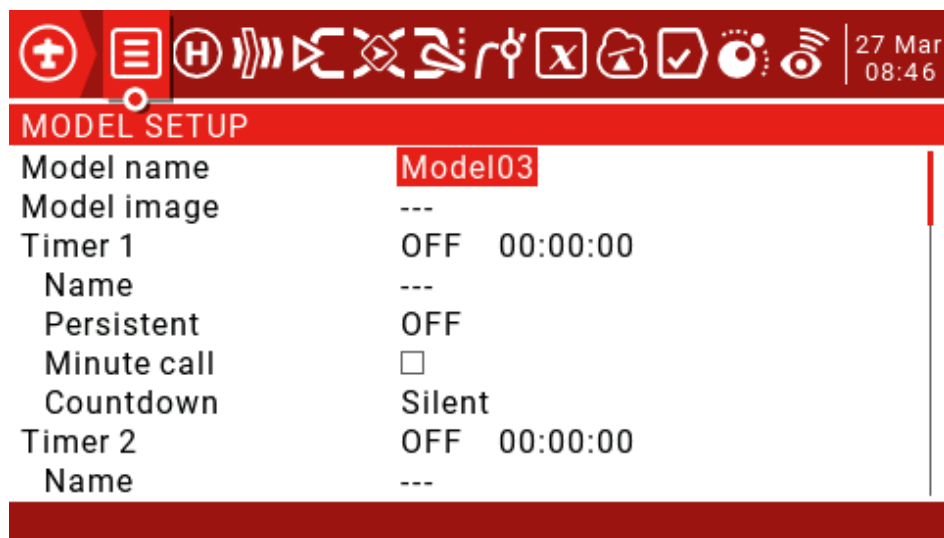 27 Mar
08:46
MODEL SETUP
Model name Model03
Model image ---
Timer 1 OFF 00:00:00
Name ---
Persistent OFF
Minute call
Countdown Silent
Timer 2 OFF 00:00:00
Name ---